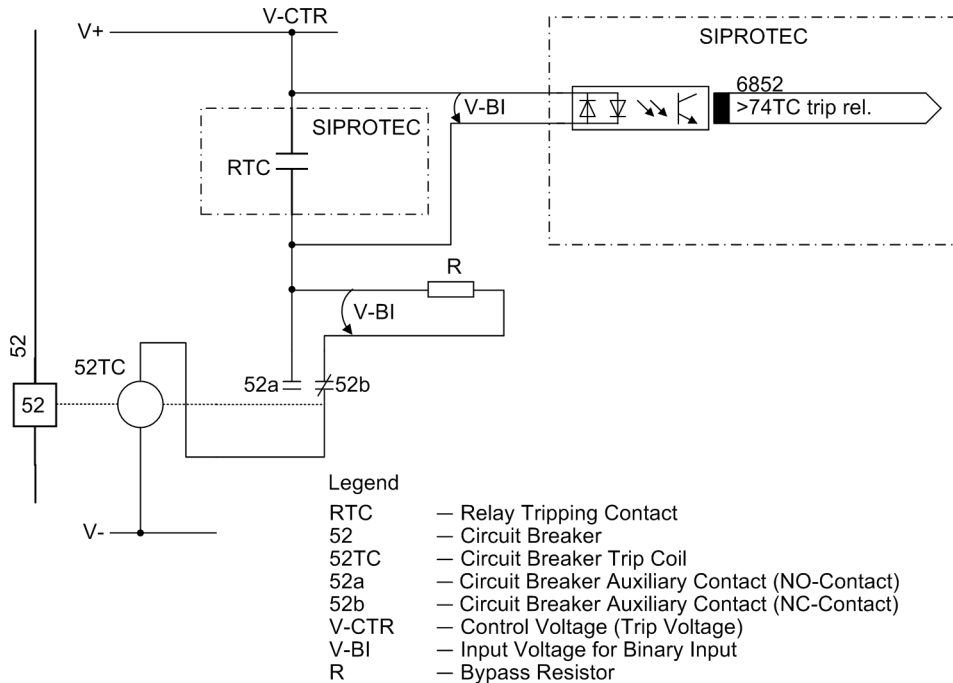 V-CTR
V+
SIPROTEC
6852
>74TC trip rel.
V-BI
SIPROTEC
RTC
R
V-BI
52
52TC
52a
52b
52
V-
Legend
RTC — Relay Tripping Contact
52 — Circuit Breaker
52TC — Circuit Breaker Trip Coil
52a — Circuit Breaker Auxiliary Contact (NO-Contact)
52b — Circuit Breaker Auxiliary Contact (NC-Contact)
V-CTR — Control Voltage (Trip Voltage)
V-BI — Input Voltage for Binary Input
R — Bypass Resistor